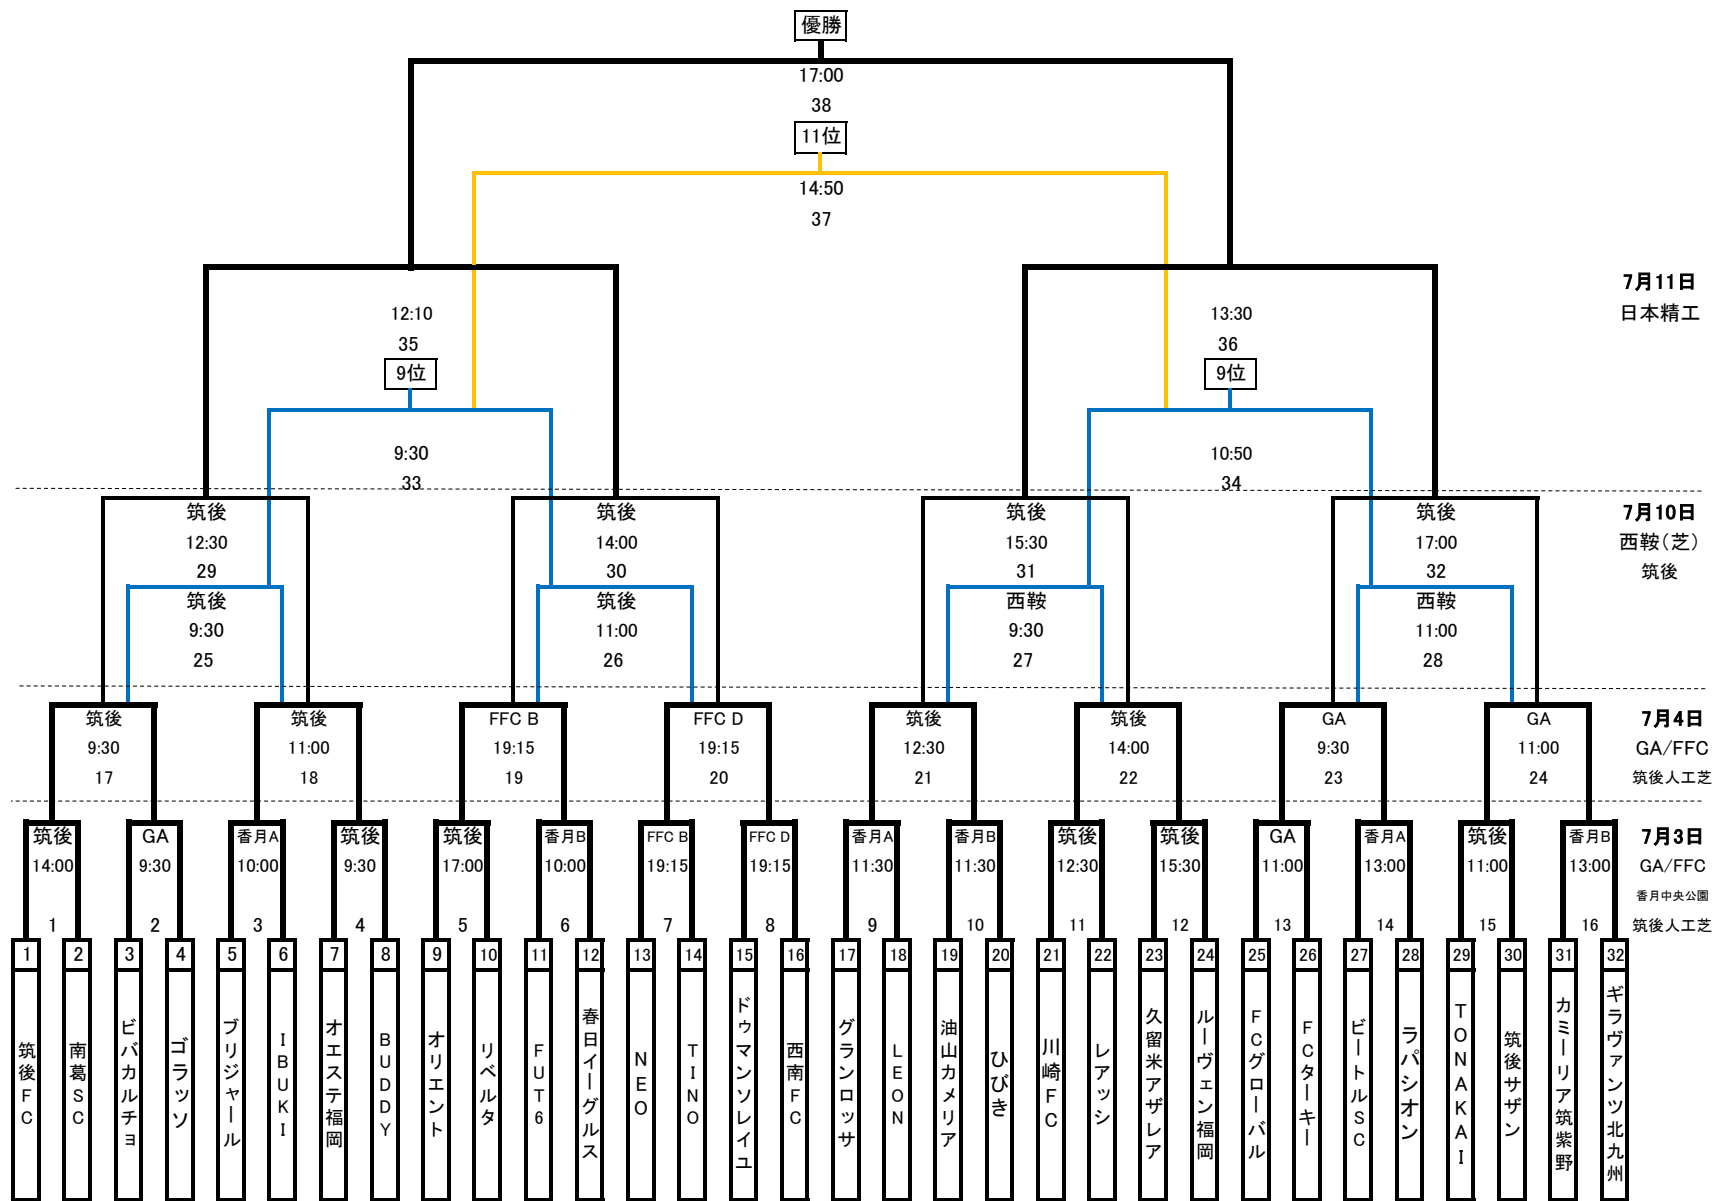 優勝
17:00
38
11位
14:50
37
7月11日
12:10 13:30 日本精工
35 36
9位 9位
9:30 10:50
33 34
筑後 筑後 筑後 筑後 7月10日
12:30 14:00 15:30 17:00 西鞍(芝)
29 30 31 32 筑後
筑後 筑後 西鞍 西鞍
9:30 11:00 9:30 11:00
25 26 27 28
筑後 筑後 FFC B FFC D 筑後 筑後 GA GA 7月4日
9:30 11:00 19:15 19:15 12:30 14:00 9:30 11:00 GA/FFC
17 18 19 20 21 22 23 24 筑後人工芝
筑後 GA 香月A 筑後 筑後 香月B FFC B FFC D 香月A 香月B 筑後 筑後 GA 香月A 筑後 香月B 7月3日
14:00 9:30 10:00 9:30 17:00 10:00 19:15 19:15 11:30 11:30 12:30 15:30 11:00 13:00 11:00 13:00 GA/FFC
香月中央公園
1 2 3 4 5 6 7 8 9 10 11 12 13 14 15 16 筑後人工芝
1 2 3 4 5 6 7 8 9 10 11 12 13 14 15 16 17 18 19 20 21 22 23 24 25 26 27 28 29 30 31 32
筑後FC
南葛SC
ビバカルチョ
ゴラッソ
ブリジャール
IBUKI
オエステ福岡
BUDDY
オリエント
リベルタ
FUT6
春日イーグルス
NEO
TINO
ドゥマンソレイユ
西南FC
グランロッサ
LEON
油山カメリア
ひびき
川崎FC
レアッシ
久留米アザレア
ルーヴェン福岡
FCグローバル
FCターキー
ビートルSC
ラパシオン
TONAKAI
筑後サザン
カミーリア筑紫野
ギラヴァンツ北九州